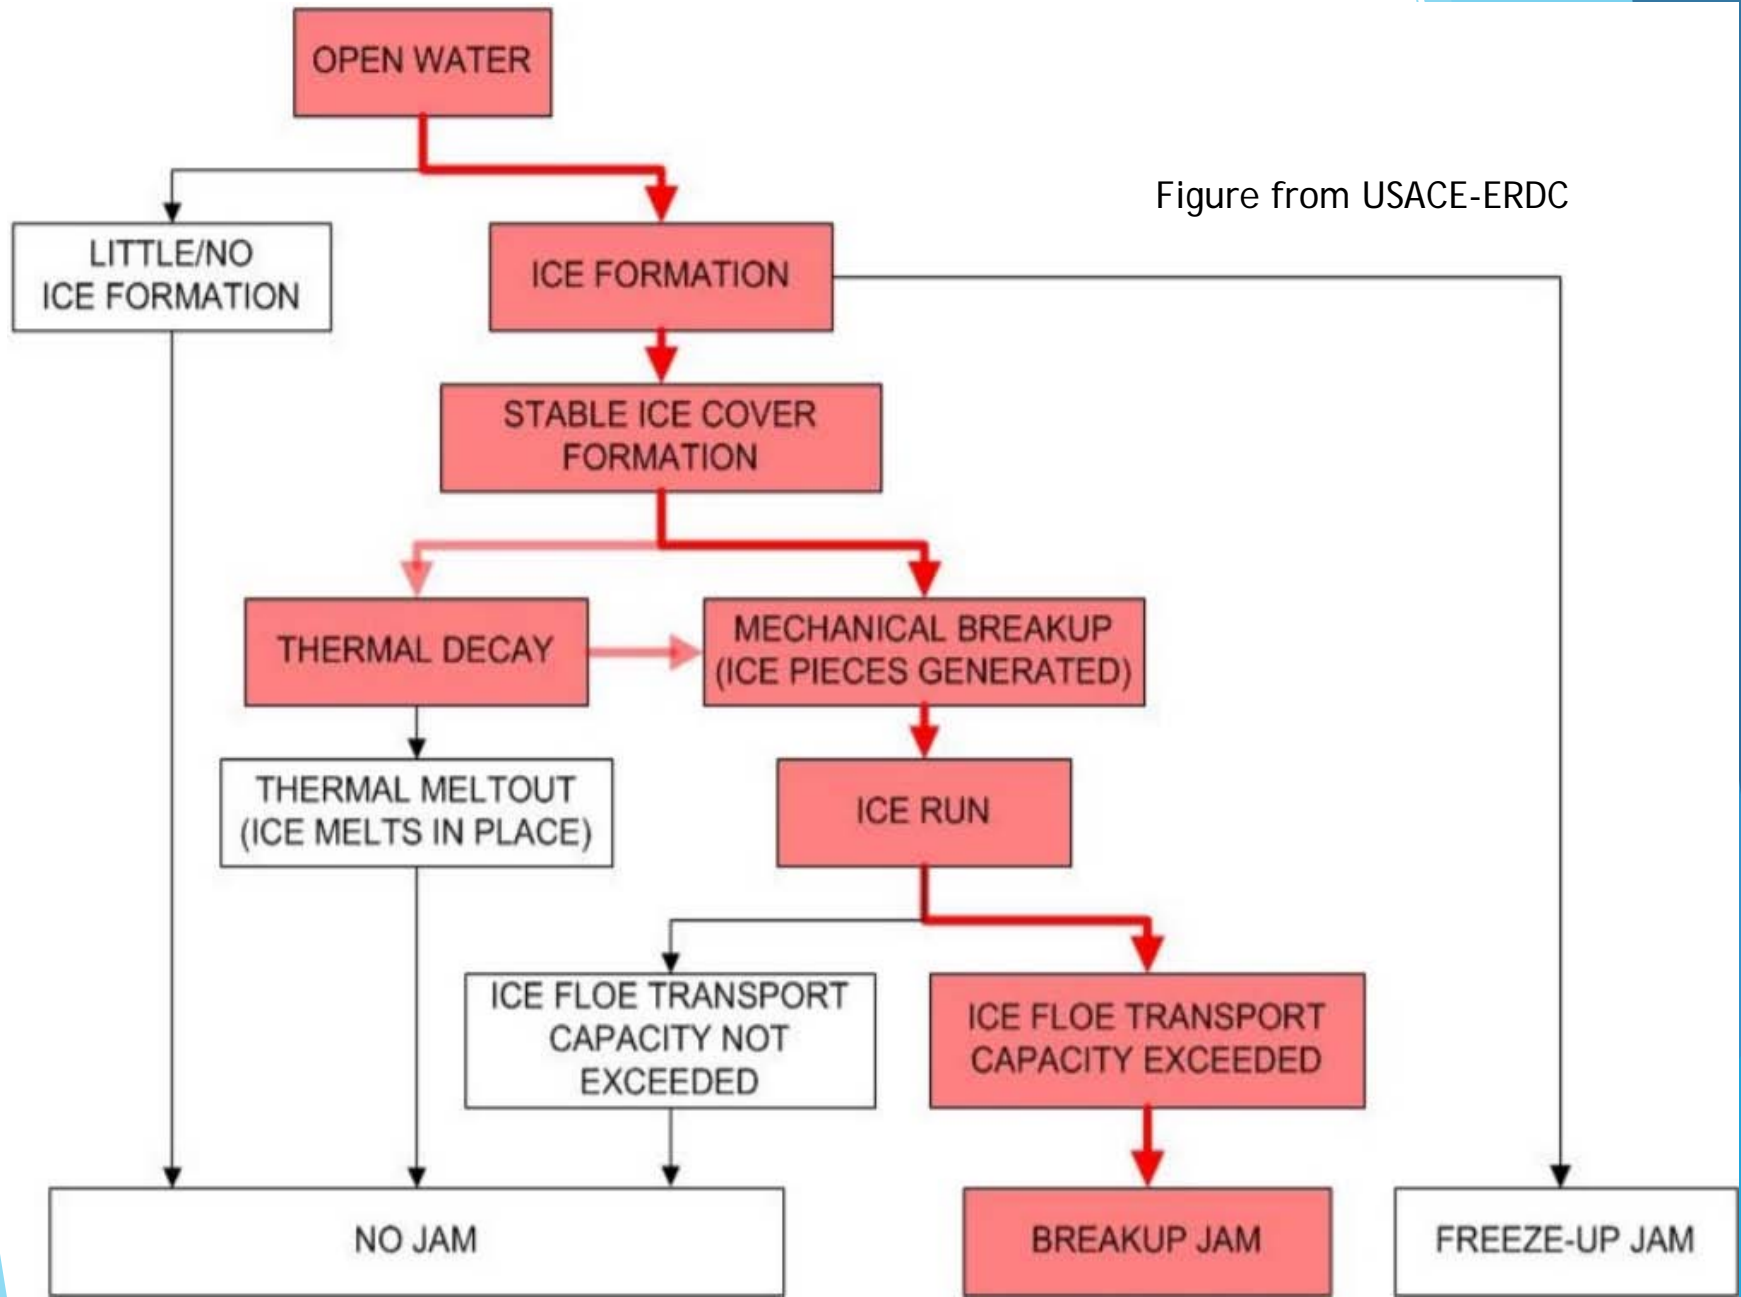 OPEN WATER
Figure from USACE-ERDC
LITTLE/NO
ICE FORMATION
ICE FORMATION
STABLE ICE COVER
FORMATION
THERMAL DECAY
MECHANICAL BREAKUP
(ICE PIECES GENERATED)
THERMAL MELTOUT
(ICE MELTS IN PLACE)
ICE RUN
ICE FLOE TRANSPORT
CAPACITY NOT
EXCEEDED
ICE FLOE TRANSPORT
CAPACITY EXCEEDED
NO JAM
BREAKUP JAM
FREEZE-UP JAM